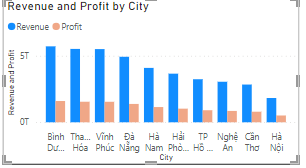 Revenue and Profit by City
Revenue Profit
Revenue and Profit
5T
0T
Bình Dư... Tha... Hóa Vĩnh Phúc Đà Nẵng Hà Nam Hải Phò... TP Hồ ... Nghệ An Cần Thơ Hà Nội
City